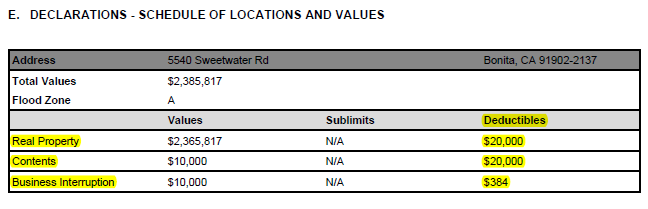 E. DECLARATIONS - SCHEDULE OF LOCATIONS AND VALUES
Address 5540 Sweetwater Rd Bonita, CA 91902-2137
Total Values $2,385,817
Flood Zone A
Values Sublimits Deductibles
Real Property $2,365,817 N/A $20,000
Contents $10,000 N/A $20,000
Business Interruption $10,000 N/A $384